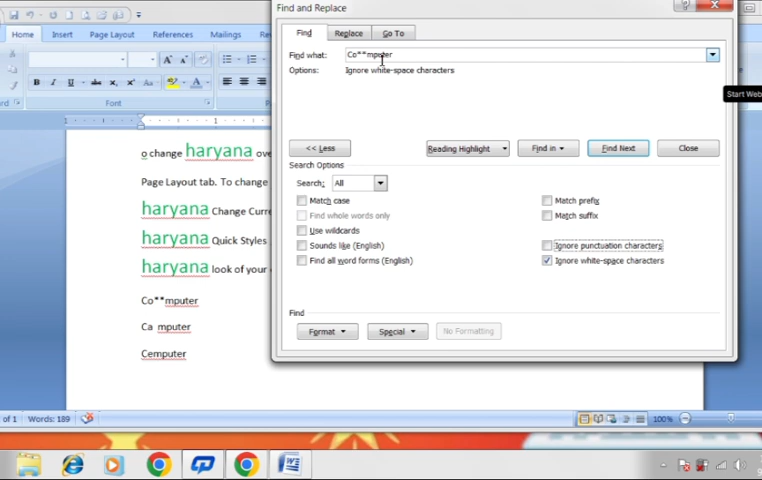 Find and Replace
Home Insert Page Layout References
Find Replace Go To
Find what: Co**mputer
Options: Ignore white-space characters
Start Web
B I U
Font
<< Less Reading Highlight Find in Find Next Close
Search Options
Search: All
Match case Match prefix
Find whole words only Match suffix
Use wildcards
Sounds like (English) Ignore punctuation characters
Find all word forms (English) Ignore white-space characters
Find
Format Special No Formatting
o change haryana ove
Page Layout tab. To change
haryana Change Curre
haryana Quick Styles
haryana look of your
Co**mputer
Ca mputer
Cemputer
of 1 Words: 189 100%